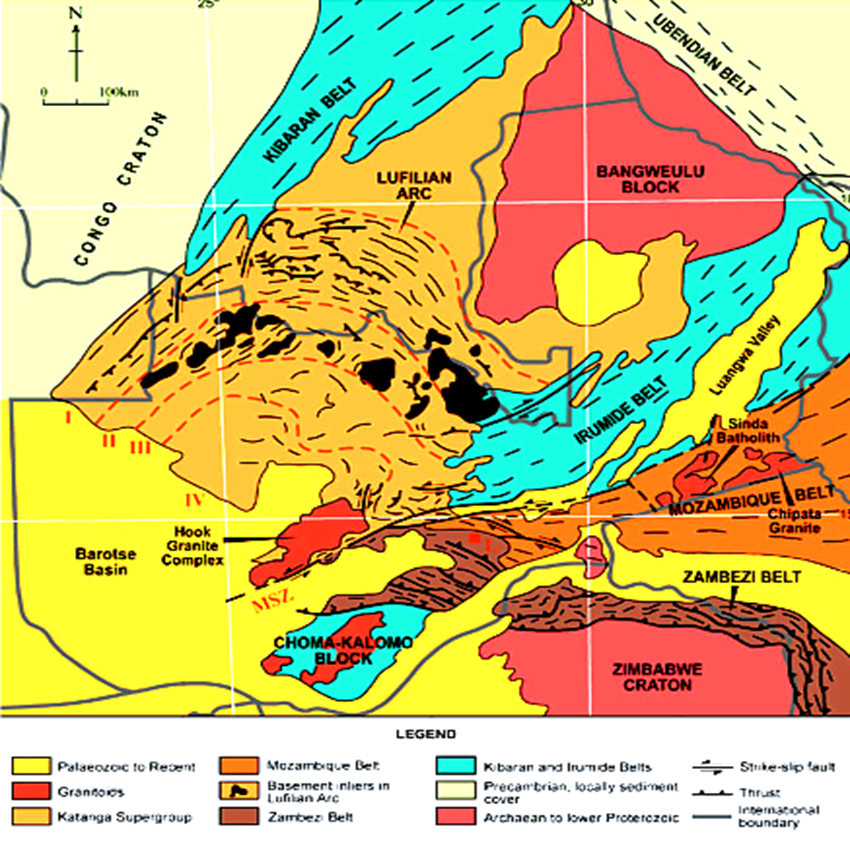 25°
30
N
0 100km
UBENDIAN BELT
KIBARAN BELT
CONGO CRATON
LUFILIAN
ARC
BANGWEULU
BLOCK
Luangwa Valley
IRUMIDE BELT
I
II
III
IV
Sinda
Batholith
MOZAMBIQUE BELT
Chipata
Granite
Hook
Granite
Complex
Barotse
Basin
L
MSZ
ZAMBEZI BELT
CHOMA-KALOMO
BLOCK
ZIMBABWE
CRATON
LEGEND
Palaeozoic to Recent
Granitoids
Katanga Supergroup
Mozambique Belt
Basement inliers in
Lufilian Arc
Zambezi Belt
Kibaran and Irumide Belts
Precambrian, locally sediment
cover
Archaean to lower Proterozoic
Strike-slip fault
Thrust
International
boundary